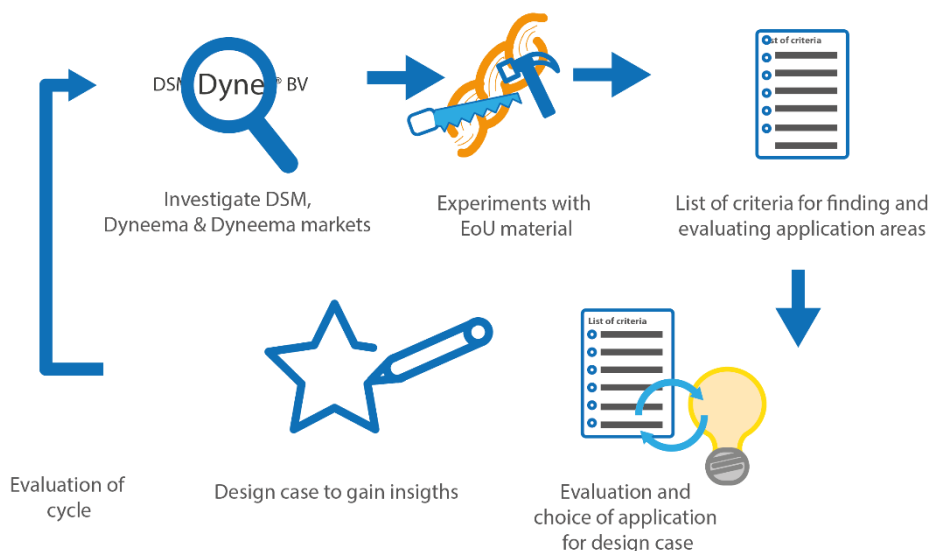 DSM Dyne ® BV
Investigate DSM,
Dyneema & Dyneema markets
Experiments with
EoU material
st of criteria
List of criteria for finding and
evaluating application areas
List of criteria
Evaluation of
cycle
Design case to gain insigths
Evaluation and
choice of application
for design case